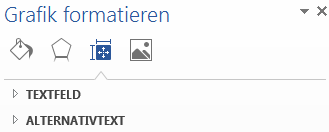 Grafik formatieren
TEXTFELD
ALTERNATIVTEXT